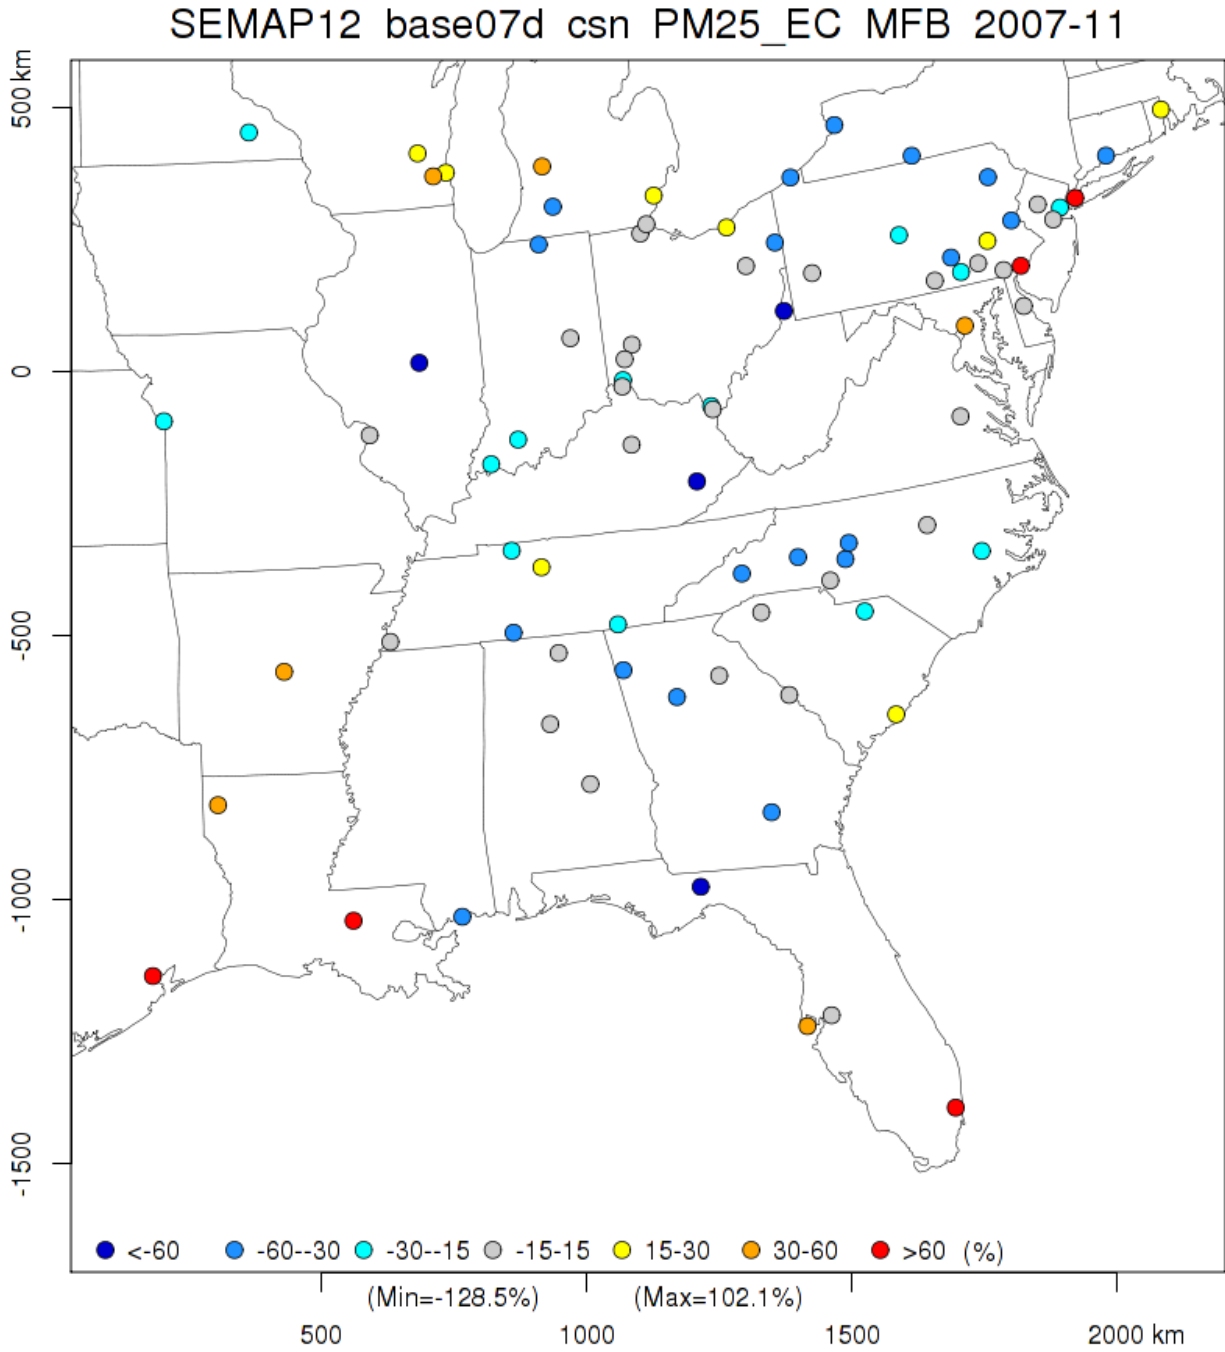 SEMAP12 base07d csn PM25_EC MFB 2007-11
500 km
0
-500
-1000
-1500
<-60 -60--30 -30--15 -15-15 15-30 30-60 >60 (%)
(Min=-128.5%) (Max=102.1%)
500 1000 1500 2000 km